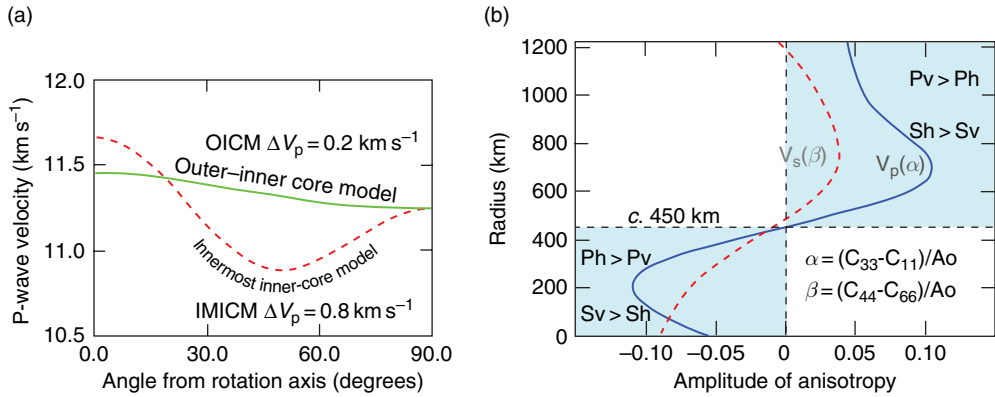 (a)
P-wave velocity (km s⁻¹)
12.0
11.5
11.0
10.5
OICM ΔVp = 0.2 km s⁻¹
Outer–inner core model
Innermost inner-core model
IMICM ΔVp = 0.8 km s⁻¹
0.0 30.0 60.0 90.0
Angle from rotation axis (degrees)
(b)
Radius (km)
1200
1000
800
600
400
200
0
Pv > Ph
Sh > Sv
Vs(β)
Vp(α)
c. 450 km
Ph > Pv
Sv > Sh
α = (C33-C11)/Ao
β = (C44-C66)/Ao
−0.10 −0.05 0 0.05 0.10
Amplitude of anisotropy